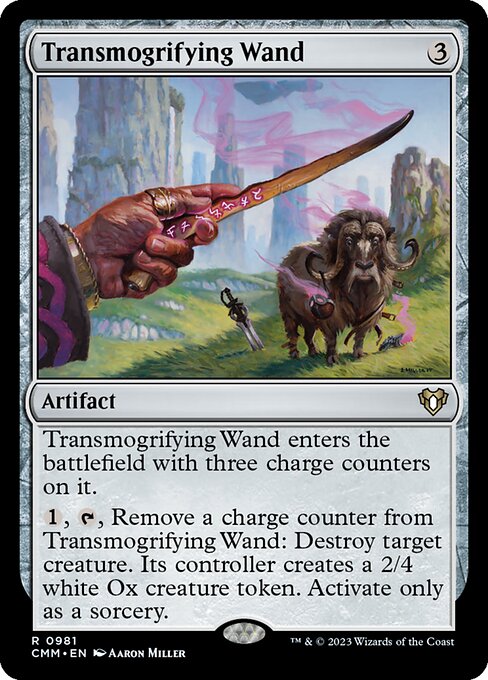 Transmogrifying Wand 3
Artifact
Transmogrifying Wand enters the
battlefield with three charge counters
on it.
1, , Remove a charge counter from
Transmogrifying Wand: Destroy target
creature. Its controller creates a 2/4
white Ox creature token. Activate only
as a sorcery.
R 0981
CMM • EN Aaron Miller
™ & © 2023 Wizards of the Coast